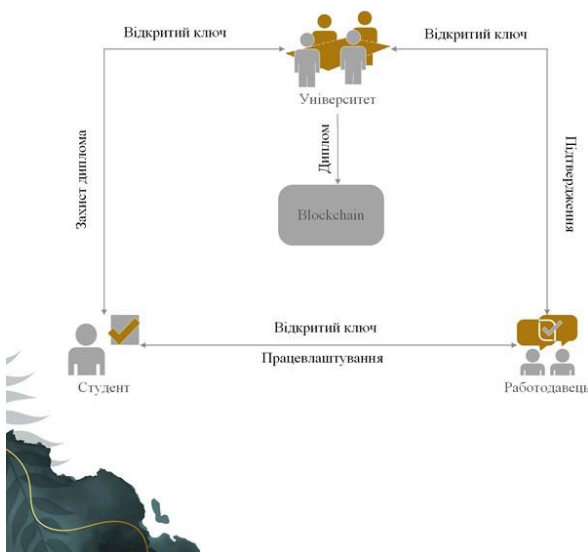 Відкритий ключ
Відкритий ключ
Університет
Захист диплома
Диплом
Підтвердження
Blockchain
Відкритий ключ
Працевлаштування
Студент
Работодавець